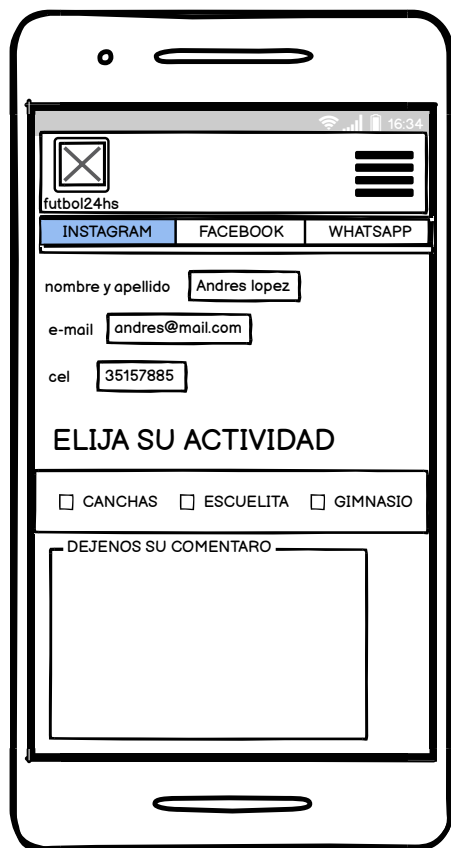 16:34
futbol24hs
INSTAGRAM FACEBOOK WHATSAPP
nombre y apellido Andres lopez
e-mail andres@mail.com
cel 35157885
ELIJA SU ACTIVIDAD
CANCHAS ESCUELITA GIMNASIO
DEJENOS SU COMENTARO